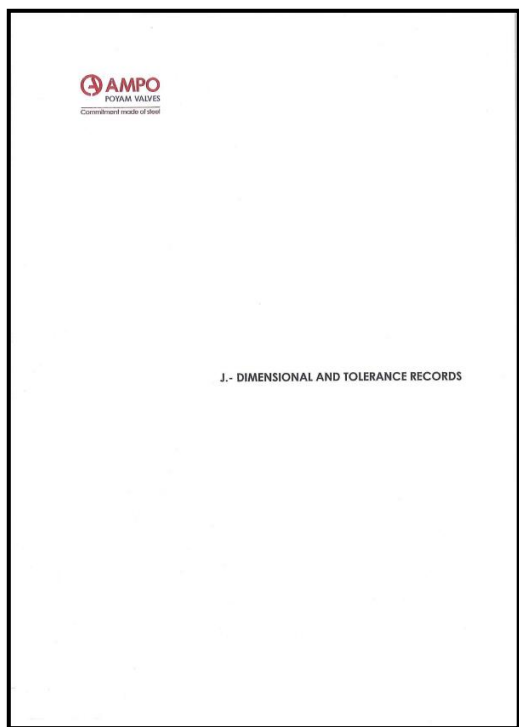 AMPO
POYAM VALVES
Commitment made of steel
J.- DIMENSIONAL AND TOLERANCE RECORDS